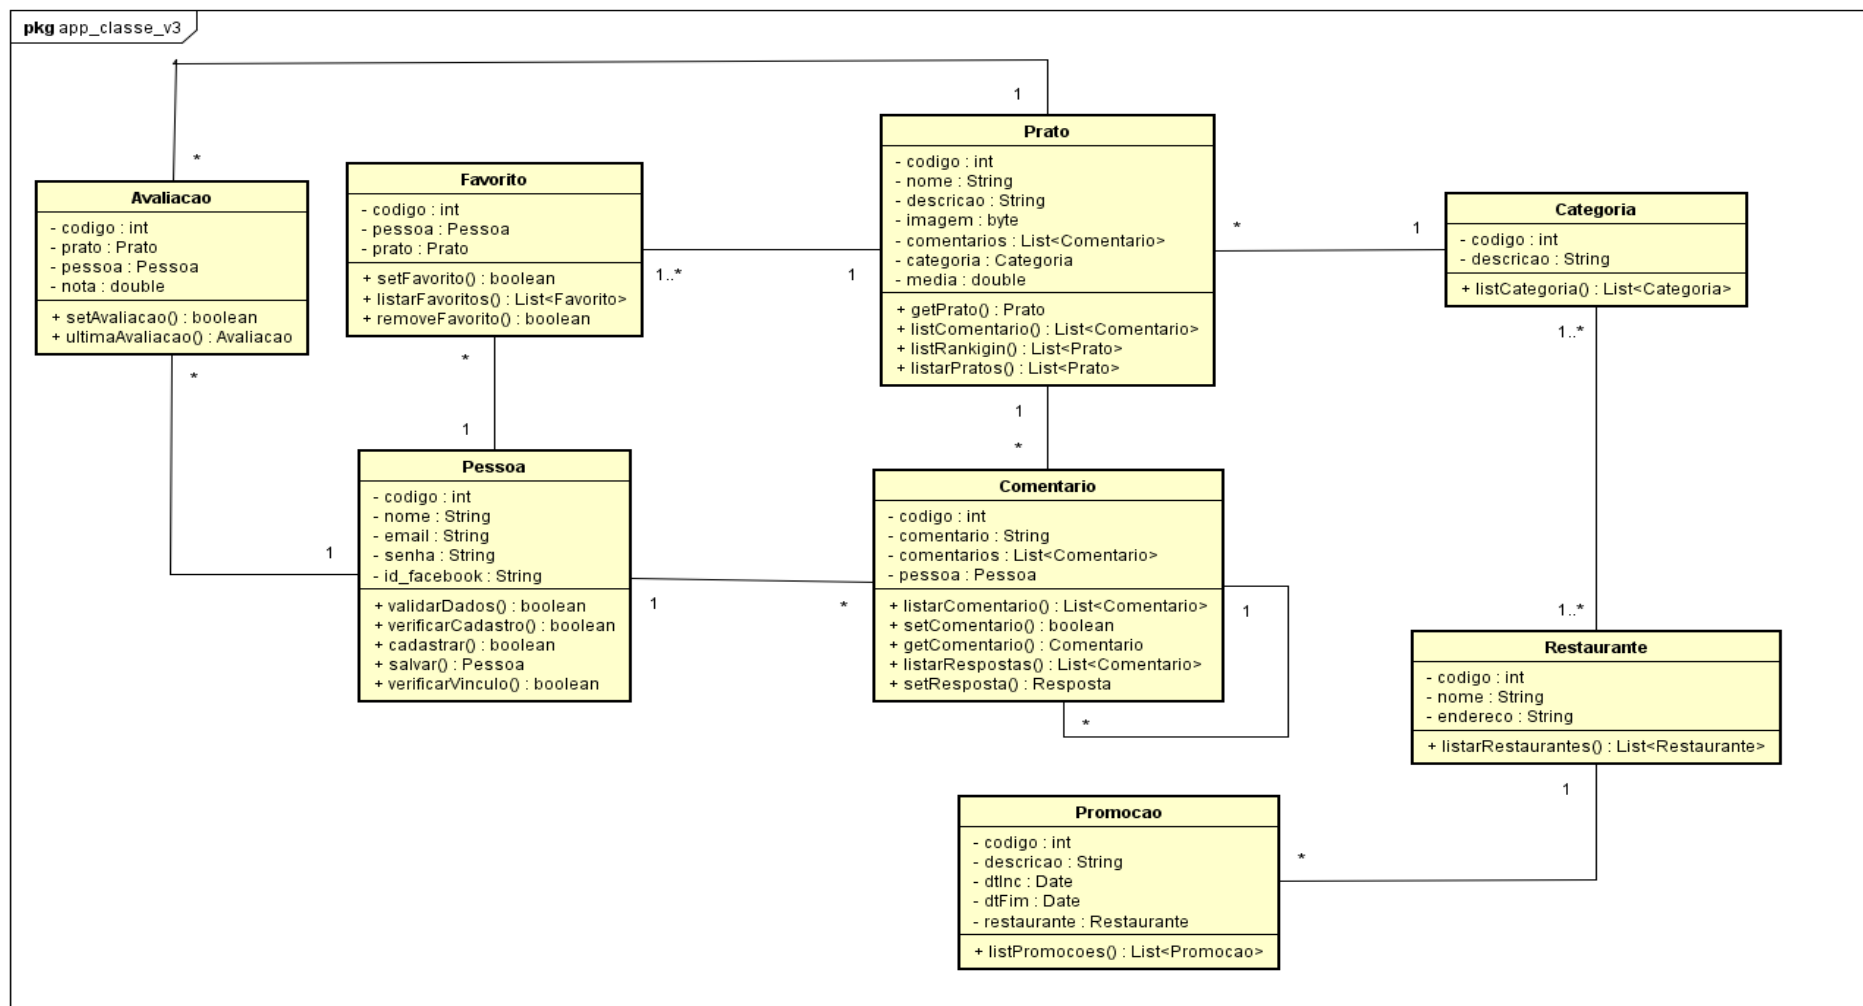 pkg app_classe_v3
1
*
Avaliacao
- codigo : int
- prato : Prato
- pessoa : Pessoa
- nota : double
+ setAvaliacao() : boolean
+ ultimaAvaliacao() : Avaliacao
*
1
Favorito
- codigo : int
- pessoa : Pessoa
- prato : Prato
+ setFavorito() : boolean
+ listarFavoritos() : List<Favorito>
+ removeFavorito() : boolean
1..*
1
*
1
Prato
- codigo : int
- nome : String
- descricao : String
- imagem : byte
- comentarios : List<Comentario>
- categoria : Categoria
- media : double
+ getPrato() : Prato
+ listComentario() : List<Comentario>
+ listRankigin() : List<Prato>
+ listarPratos() : List<Prato>
*
1
1
*
Categoria
- codigo : int
- descricao : String
+ listCategoria() : List<Categoria>
1..*
1..*
Pessoa
- codigo : int
- nome : String
- email : String
- senha : String
- id_facebook : String
+ validarDados() : boolean
+ verificarCadastro() : boolean
+ cadastrar() : boolean
+ salvar() : Pessoa
+ verificarVinculo() : boolean
1
*
Comentario
- codigo : int
- comentario : String
- comentarios : List<Comentario>
- pessoa : Pessoa
+ listarComentario() : List<Comentario>
+ setComentario() : boolean
+ getComentario() : Comentario
+ listarRespostas() : List<Comentario>
+ setResposta() : Resposta
1
*
Restaurante
- codigo : int
- nome : String
- endereco : String
+ listarRestaurantes() : List<Restaurante>
1
*
Promocao
- codigo : int
- descricao : String
- dtInc : Date
- dtFim : Date
- restaurante : Restaurante
+ listPromocoes() : List<Promocao>